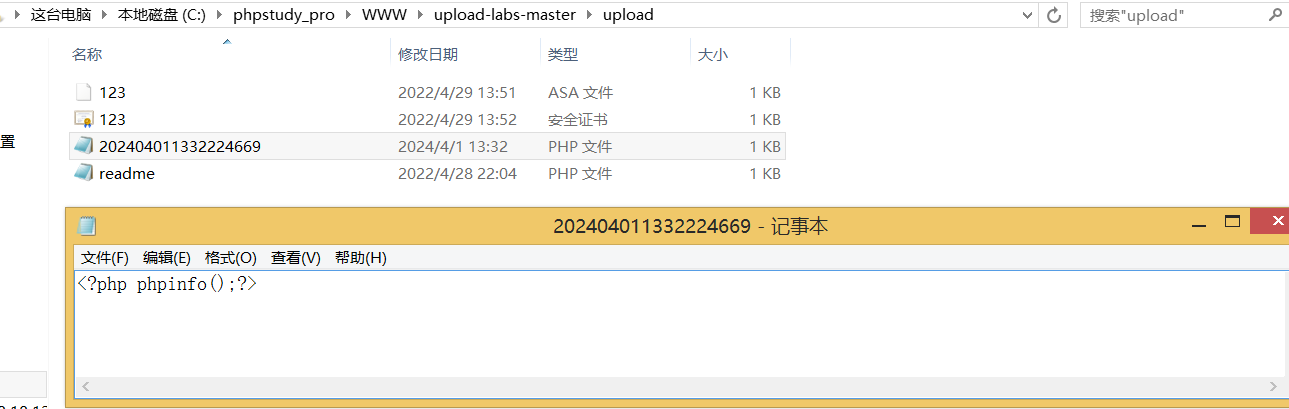 这台电脑 本地磁盘 (C:) phpstudy_pro WWW upload-labs-master upload 搜索"upload"
名称 修改日期 类型 大小
123 2022/4/29 13:51 ASA 文件 1 KB
123 2022/4/29 13:52 安全证书 1 KB
置
202404011332224669 2024/4/1 13:32 PHP 文件 1 KB
readme 2022/4/28 22:04 PHP 文件 1 KB
202404011332224669 - 记事本
文件(F) 编辑(E) 格式(O) 查看(V) 帮助(H)
<?php phpinfo();?>